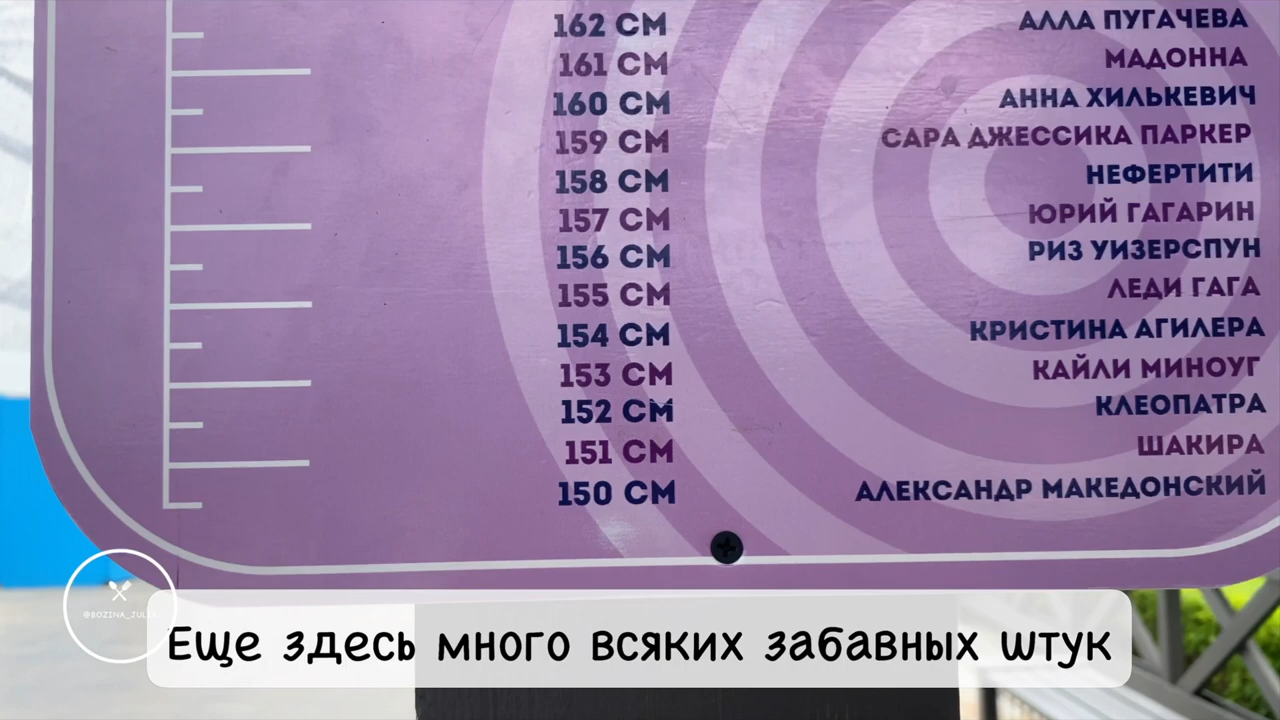 162 СМ АЛЛА ПУГАЧЕВА
161 СМ МАДОННА
160 СМ АННА ХИЛЬКЕВИЧ
159 СМ САРА ДЖЕССИКА ПАРКЕР
158 СМ НЕФЕРТИТИ
157 СМ ЮРИЙ ГАГАРИН
156 СМ РИЗ УИЗЕРСПУН
155 СМ ЛЕДИ ГАГА
154 СМ КРИСТИНА АГИЛЕРА
153 СМ КАЙЛИ МИНОУГ
152 СМ КЛЕОПАТРА
151 СМ ШАКИРА
150 СМ АЛЕКСАНДР МАКЕДОНСКИЙ
Еще здесь много всяких забавных штук